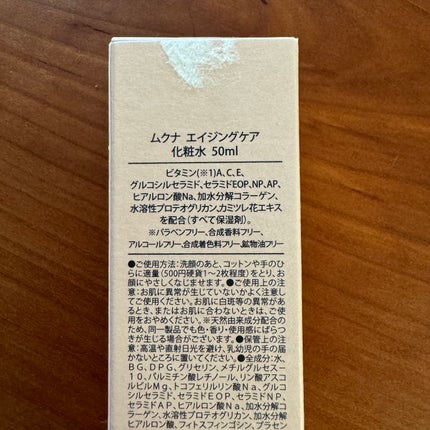 ムクナ エイジングケア
化粧水 50ml
ビタミン(※1)A、C、E、
グルコシルセラミド、セラミドEOP、NP、AP、
ヒアルロン酸Na、加水分解コラーゲン、
水溶性プロテオグリカン、カミツレ花エキス
を配合(すべて保湿剤)。
※パラベンフリー、合成香料フリー、
アルコールフリー、合成着色料フリー、鉱物油フリー
●ご使用方法:洗顔のあと、コットンや手のひ
らに適量(500円硬貨1〜2枚程度)をとり、お
肌にやさしくなじませます。●ご使用上の注
意:お肌に異常が生じていないかよく注意し
てご使用ください。お肌に白斑等の異常があ
るとき、またはお肌に合わないときは、ご使
用をおやめください。※天然由来成分配合の
ため、同一製品でも色・香り・使用感にばらつ
きが生じる場合がございます。●保管上の注
意:高温や直射日光を避け、乳幼児の手の届
かないところに置いてください。●全成分:水、
BG、DPG、グリセリン、メチルグルセス
-10、パルミチン酸レチノール、リン酸アスコ
ルビルMg、トコフェリルリン酸Na、グルコ
シルセラミド、セラミドEOP、セラミドNP、
セラミドAP、ヒアルロン酸Na、加水分解コ
ラーゲン、水溶性プロテオグリカン、加水分解
ヒアルロン酸、フィトスフィンゴシン、プラセン